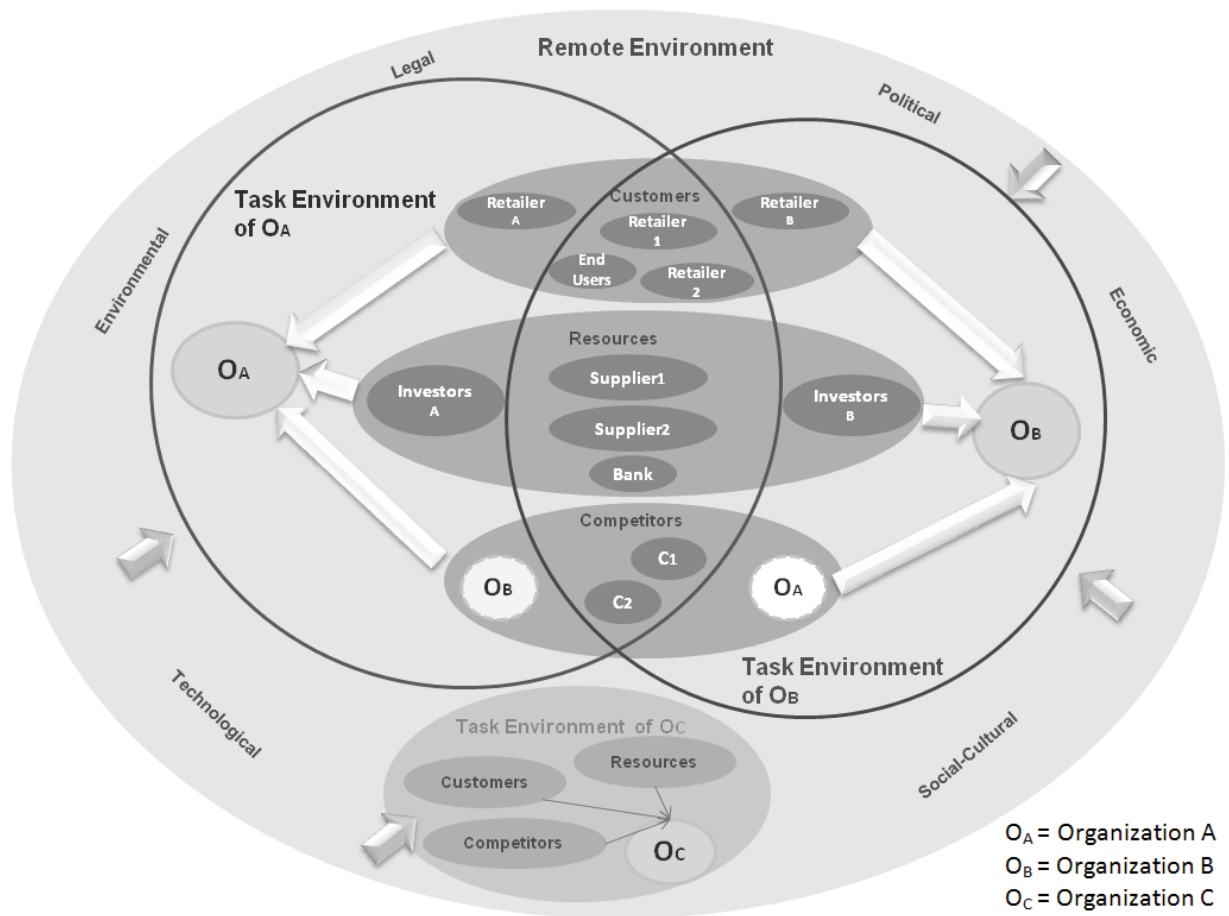 Remote Environment
Legal
Political
Environmental
Economic
Technological
Social-Cultural
Task Environment
of OA
Customers
Retailer
A
Retailer
1
Retailer
B
End
Users
Retailer
2
OA
Resources
Investors
A
Supplier1
Supplier2
Bank
Investors
B
OB
Competitors
OB
C1
C2
OA
Task Environment
of OB
Task Environment of OC
Resources
Customers
Competitors
OC
OA = Organization A
OB = Organization B
OC = Organization C